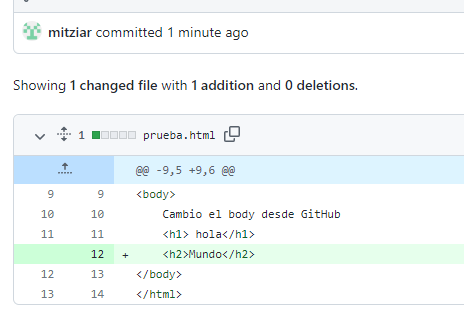 mitziar committed 1 minute ago
Showing 1 changed file with 1 addition and 0 deletions.
1 prueba.html
@@ -9,5 +9,6 @@
9 9 <body>
10 10 Cambio el body desde GitHub
11 11 <h1> hola</h1>
12 + <h2>Mundo</h2>
12 13 </body>
13 14 </html>